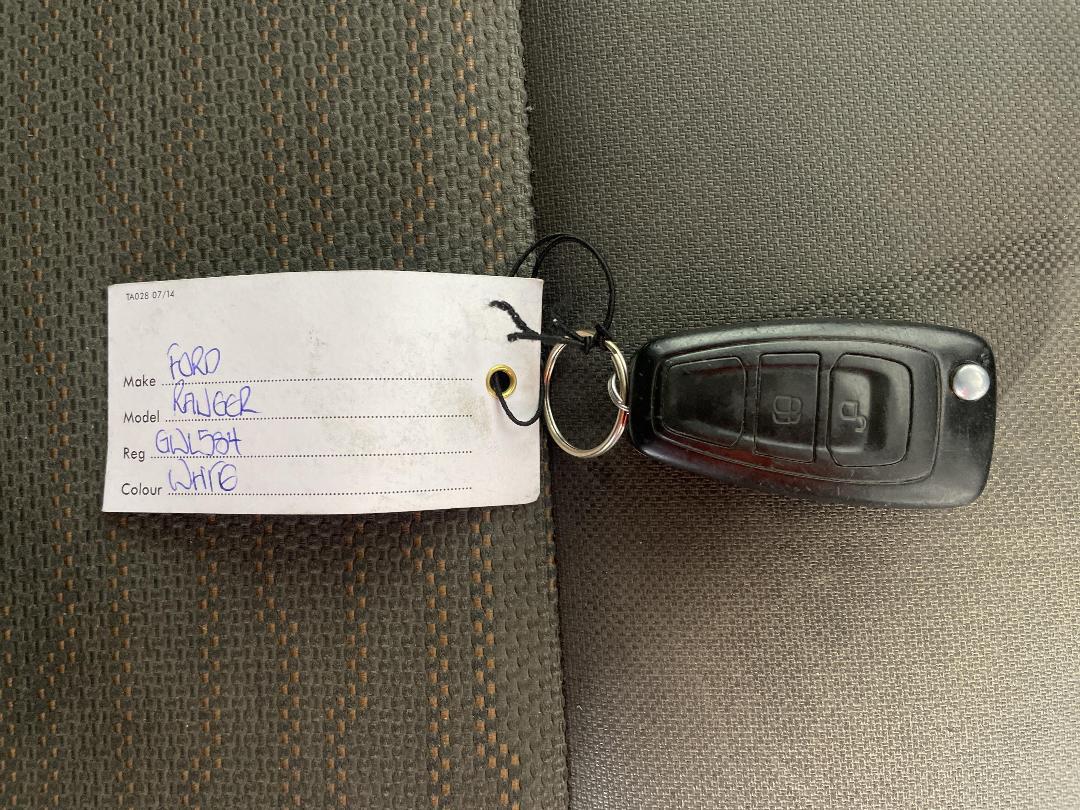 TA028 07/14
Make FORD
Model RANGER
Reg GWL584
Colour WHITE